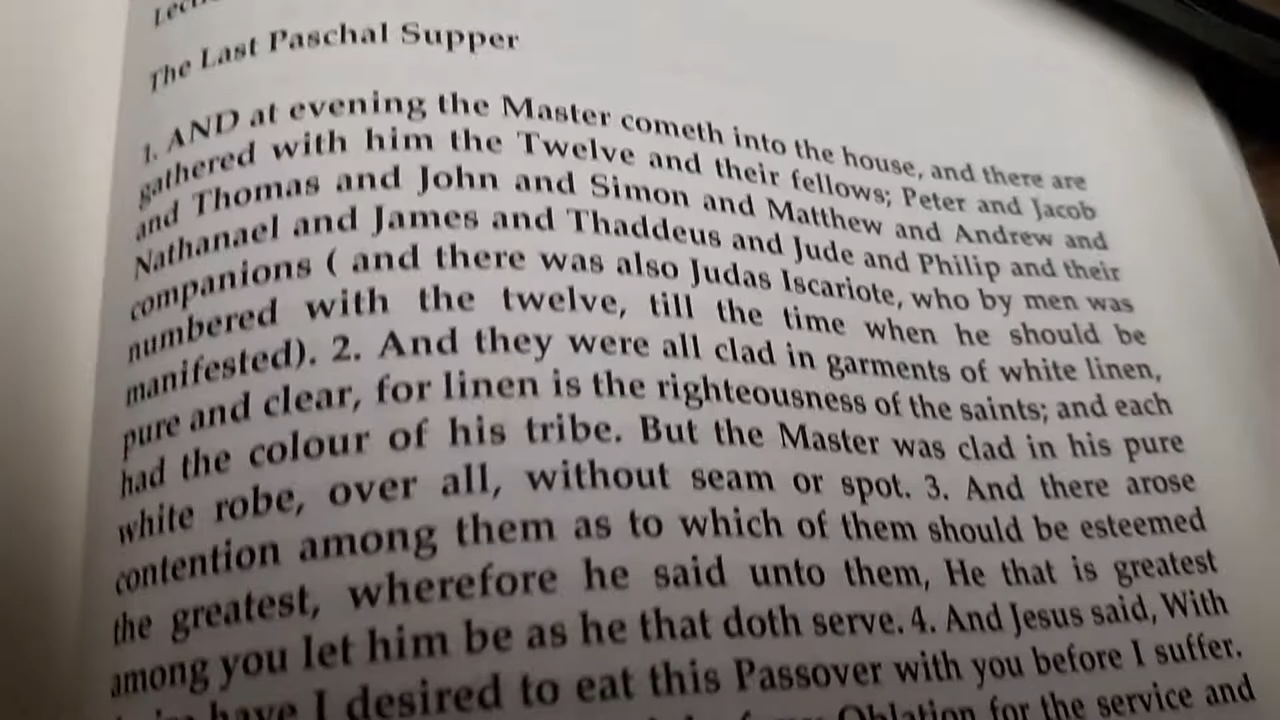 The Last Paschal Supper
1. AND at evening the Master cometh into the house, and there are
gathered with him the Twelve and their fellows; Peter and Jacob
and Thomas and John and Simon and Matthew and Andrew and
Nathanael and James and Thaddeus and Jude and Philip and their
companions ( and there was also Judas Iscariote, who by men was
numbered with the twelve, till the time when he should be
manifested). 2. And they were all clad in garments of white linen,
pure and clear, for linen is the righteousness of the saints; and each
had the colour of his tribe. But the Master was clad in his pure
white robe, over all, without seam or spot. 3. And there arose
contention among them as to which of them should be esteemed
the greatest, wherefore he said unto them, He that is greatest
among you let him be as he that doth serve. 4. And Jesus said, With
have I desired to eat this Passover with you before I suffer.
Oblation for the service and